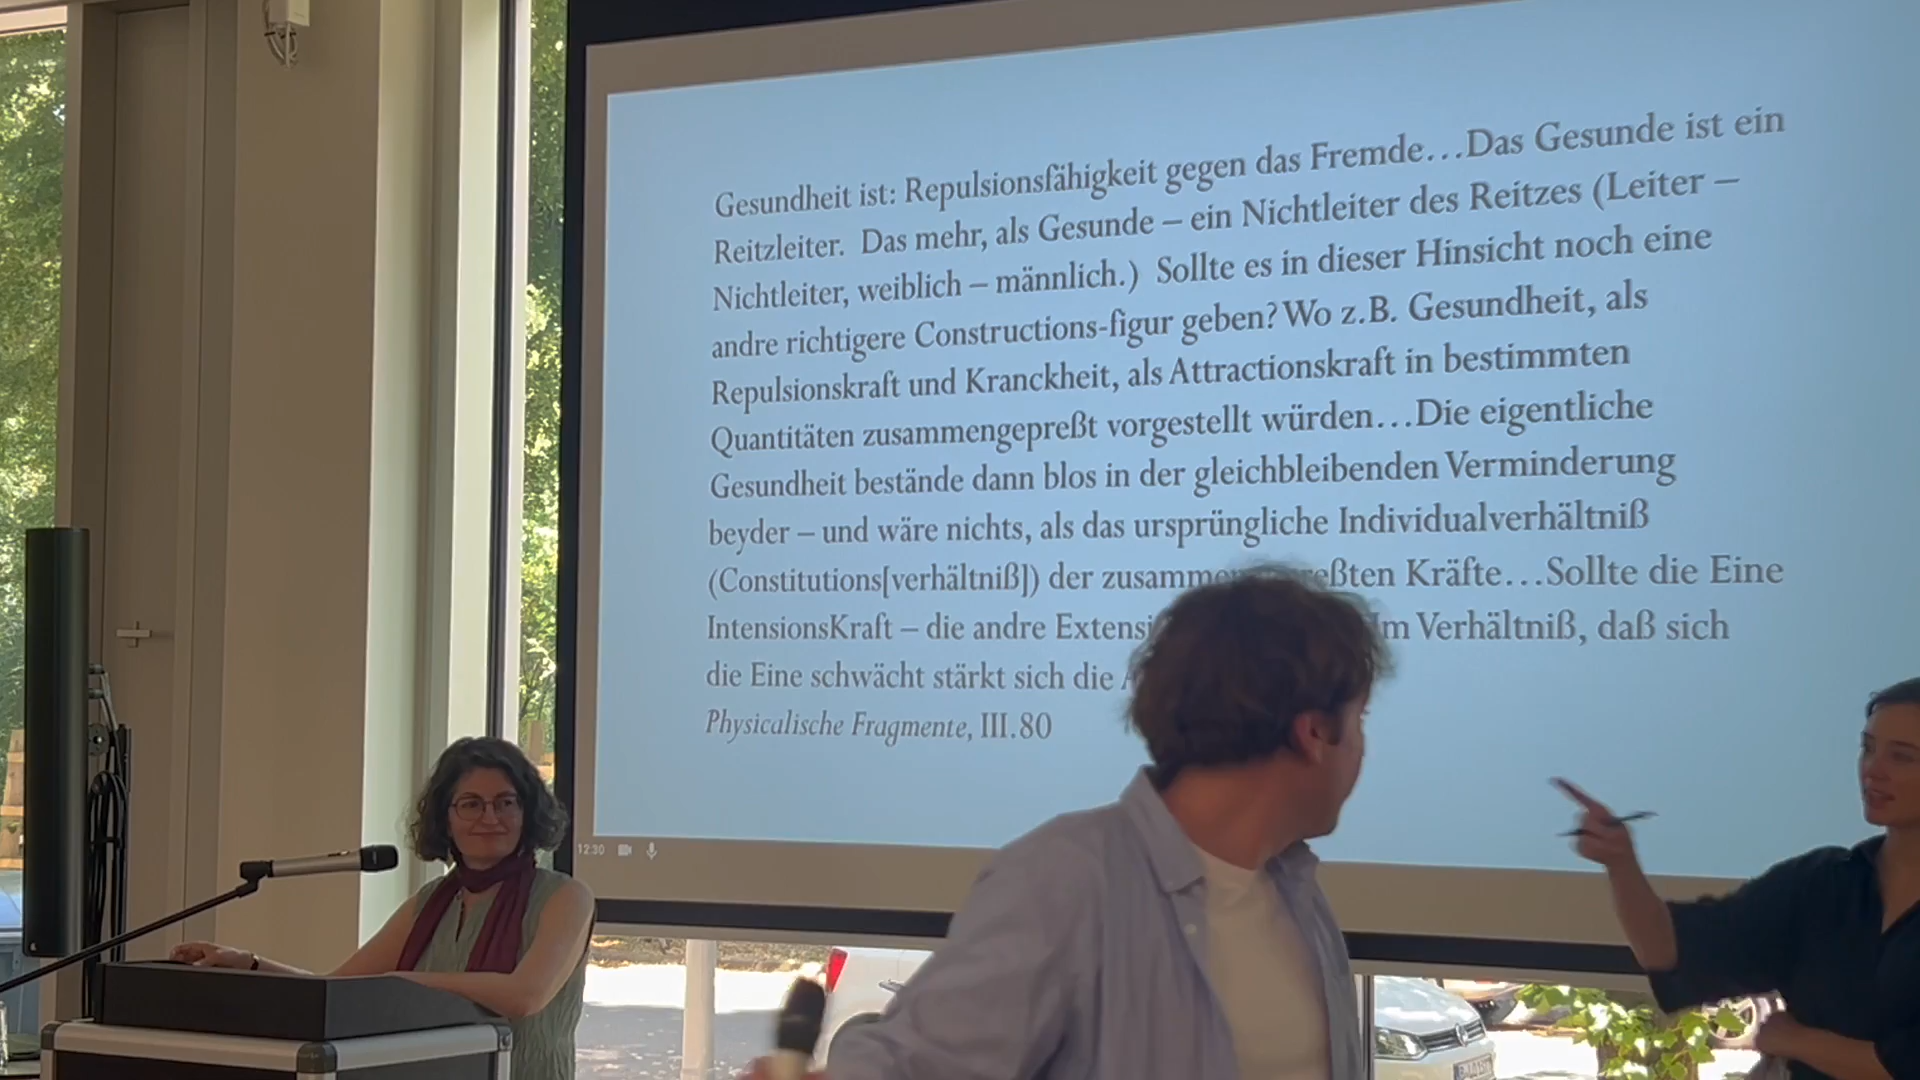 Gesundheit ist: Repulsionsfähigkeit gegen das Fremde…Das Gesunde ist ein
Reitzleiter. Das mehr, als Gesunde – ein Nichtleiter des Reitzes (Leiter –
Nichtleiter, weiblich – männlich.) Sollte es in dieser Hinsicht noch eine
andre richtigere Constructions-figur geben? Wo z.B. Gesundheit, als
Repulsionskraft und Kranckheit, als Attractionskraft in bestimmten
Quantitäten zusammengepreßt vorgestellt würden…Die eigentliche
Gesundheit bestände dann blos in der gleichbleibenden Verminderung
beyder – und wäre nichts, als das ursprüngliche Individualverhältniß
(Constitutions[verhältniß]) der Kräfte…Sollte die Eine
IntensionsKraft – die andre Verhältniß, daß sich
die Eine schwächt stärkt sich die
Physicalische Fragmente, III.80
12:30